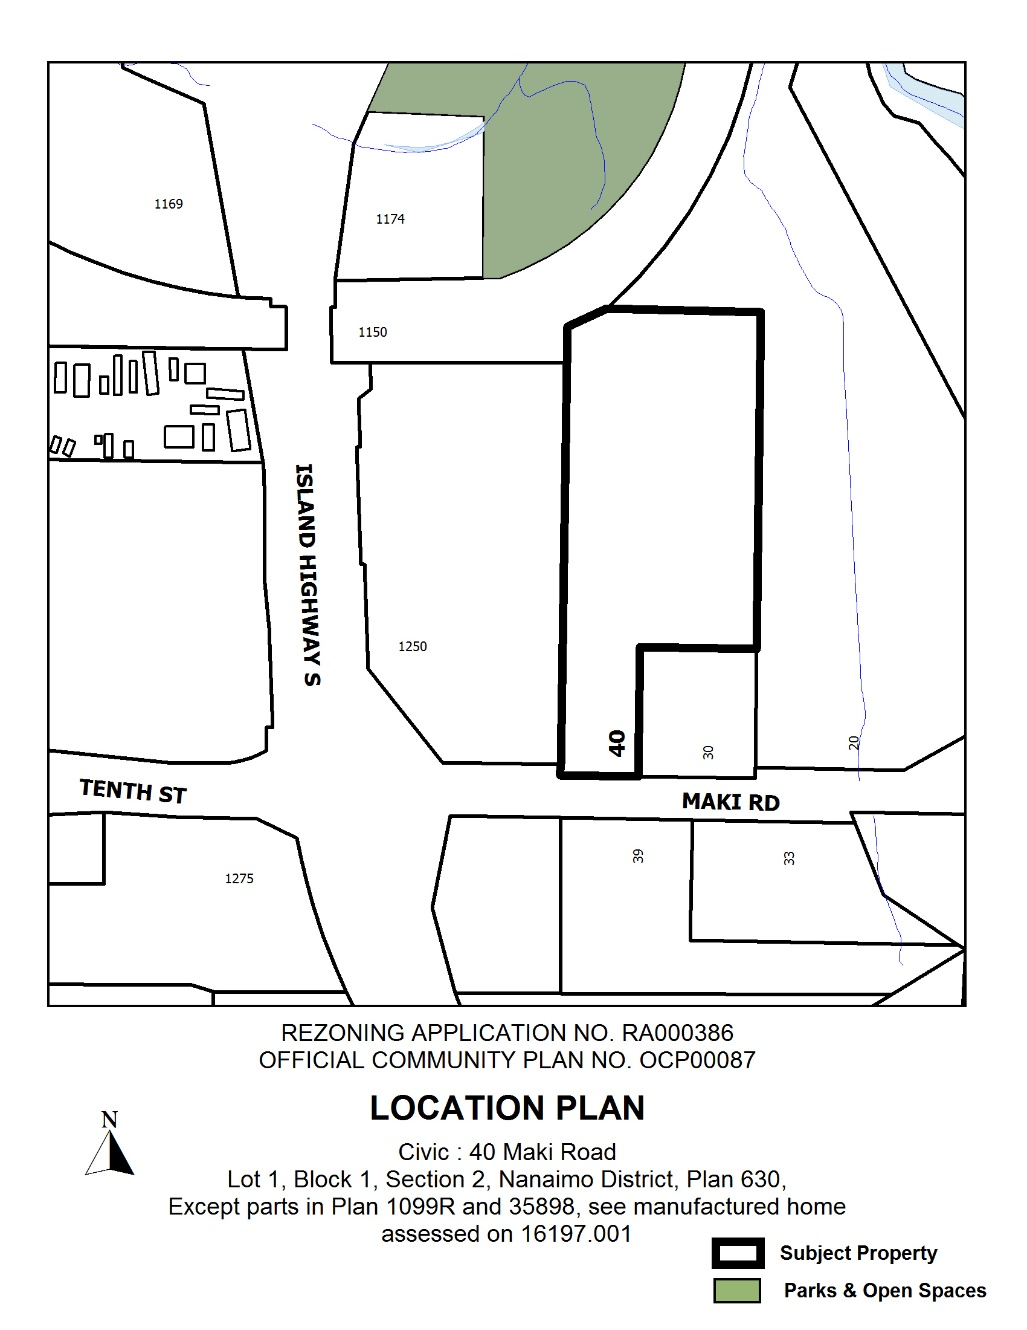 1169
1174
1150
ISLAND HIGHWAY S
1250
40
30
20
TENTH ST
MAKI RD
39
33
1275
REZONING APPLICATION NO. RA000386
OFFICIAL COMMUNITY PLAN NO. OCP00087
LOCATION PLAN
N
Civic : 40 Maki Road
Lot 1, Block 1, Section 2, Nanaimo District, Plan 630,
Except parts in Plan 1099R and 35898, see manufactured home
assessed on 16197.001
Subject Property
Parks & Open Spaces